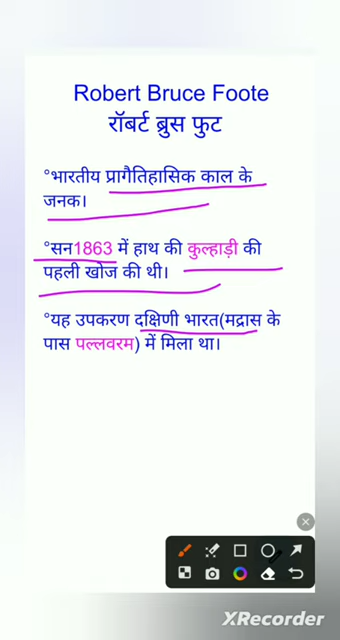 Robert Bruce Foote
रॉबर्ट ब्रुस फुट
°भारतीय प्रागैतिहासिक काल के
जनक।
°सन1863 में हाथ की कुल्हाड़ी की
पहली खोज की थी।
°यह उपकरण दक्षिणी भारत(मद्रास के
पास पल्लवरम) में मिला था।
XRecorder